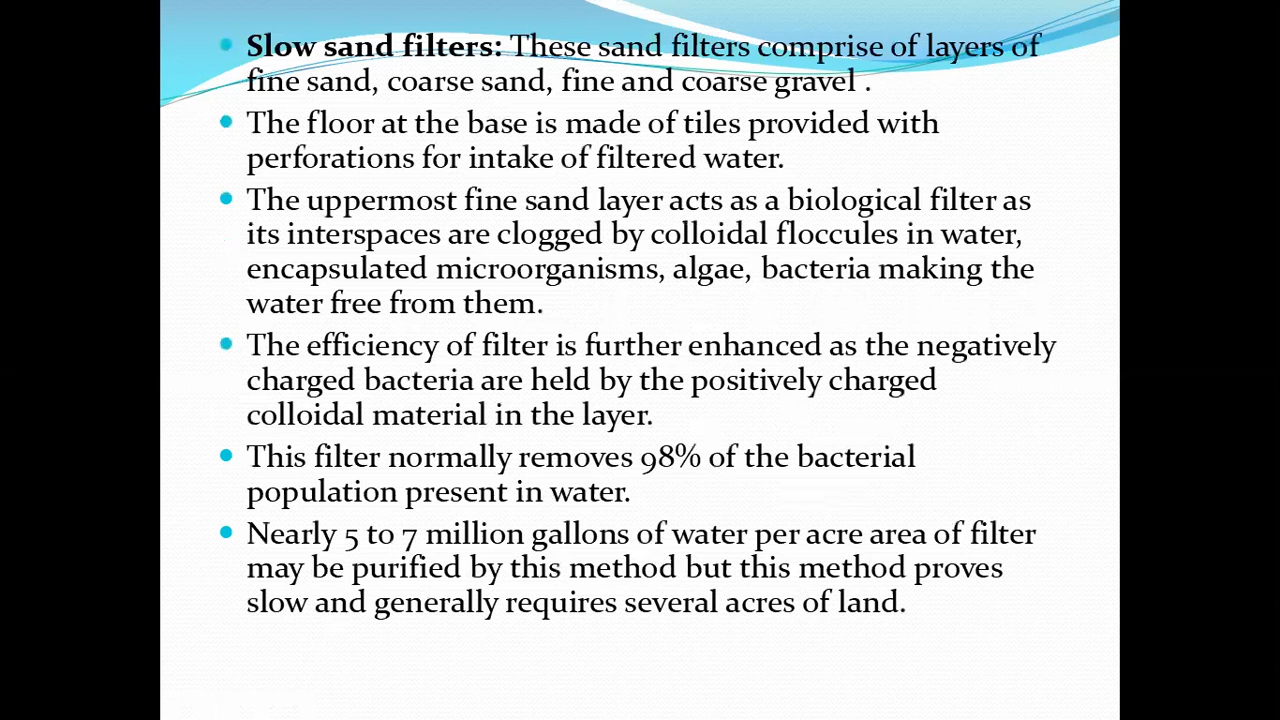 Slow sand filters: These sand filters comprise of layers of
fine sand, coarse sand, fine and coarse gravel .
The floor at the base is made of tiles provided with
perforations for intake of filtered water.
The uppermost fine sand layer acts as a biological filter as
its interspaces are clogged by colloidal floccules in water,
encapsulated microorganisms, algae, bacteria making the
water free from them.
The efficiency of filter is further enhanced as the negatively
charged bacteria are held by the positively charged
colloidal material in the layer.
This filter normally removes 98% of the bacterial
population present in water.
Nearly 5 to 7 million gallons of water per acre area of filter
may be purified by this method but this method proves
slow and generally requires several acres of land.